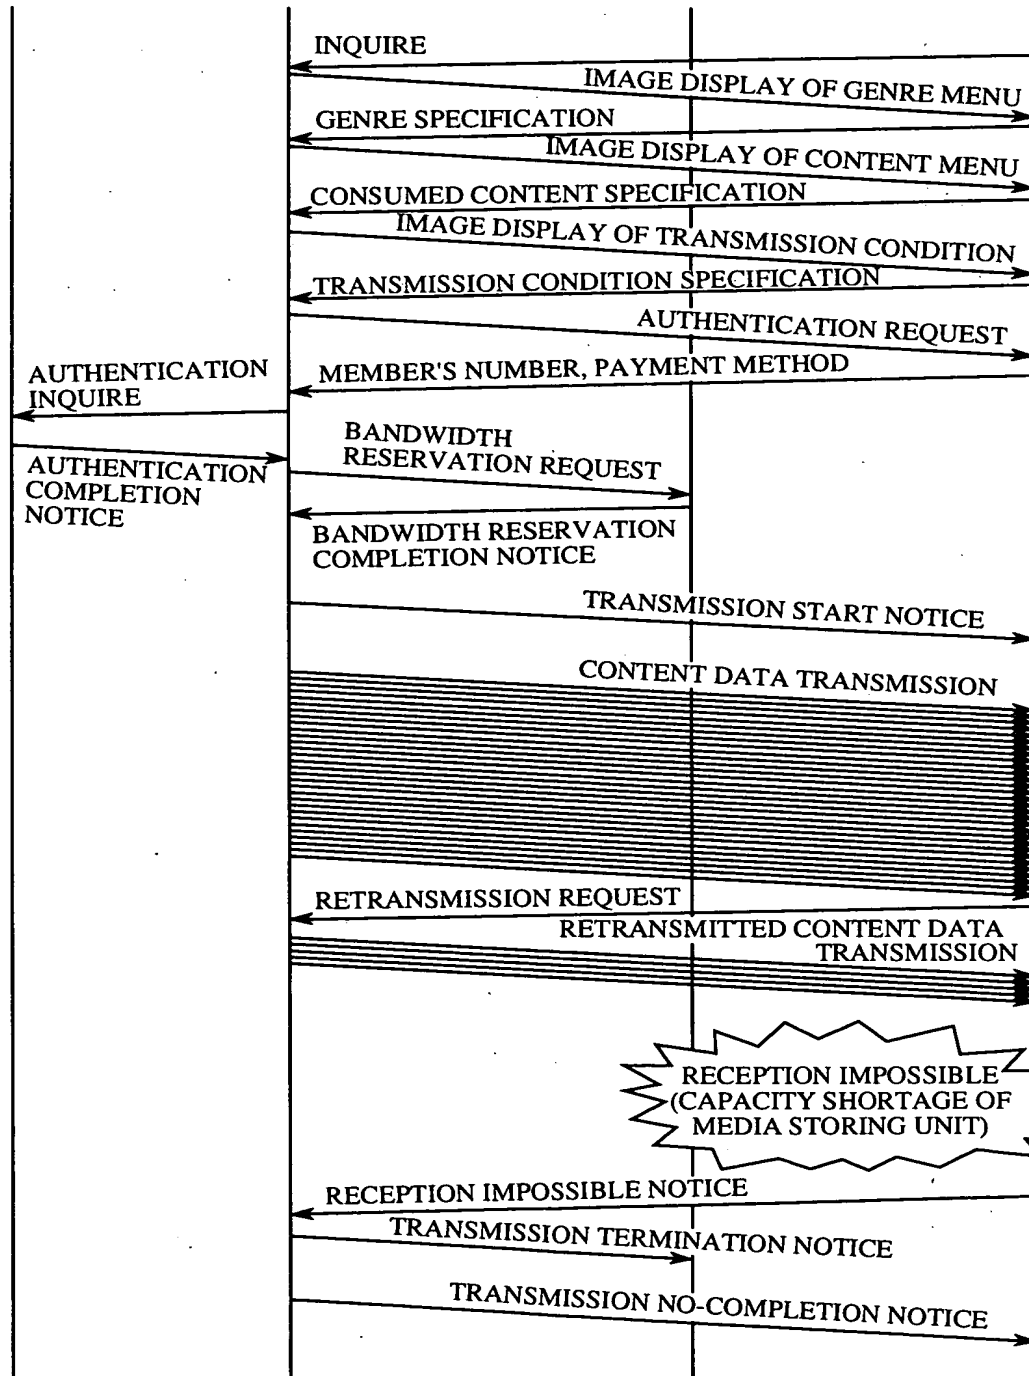 INQUIRE
IMAGE DISPLAY OF GENRE MENU
GENRE SPECIFICATION
IMAGE DISPLAY OF CONTENT MENU
CONSUMED CONTENT SPECIFICATION
IMAGE DISPLAY OF TRANSMISSION CONDITION
TRANSMISSION CONDITION SPECIFICATION
AUTHENTICATION REQUEST
MEMBER'S NUMBER, PAYMENT METHOD
AUTHENTICATION
INQUIRE
BANDWIDTH
RESERVATION REQUEST
AUTHENTICATION
COMPLETION
NOTICE
BANDWIDTH RESERVATION
COMPLETION NOTICE
TRANSMISSION START NOTICE
CONTENT DATA TRANSMISSION
RETRANSMISSION REQUEST
RETRANSMITTED CONTENT DATA
TRANSMISSION
RECEPTION IMPOSSIBLE
(CAPACITY SHORTAGE OF
MEDIA STORING UNIT)
RECEPTION IMPOSSIBLE NOTICE
TRANSMISSION TERMINATION NOTICE
TRANSMISSION NO-COMPLETION NOTICE